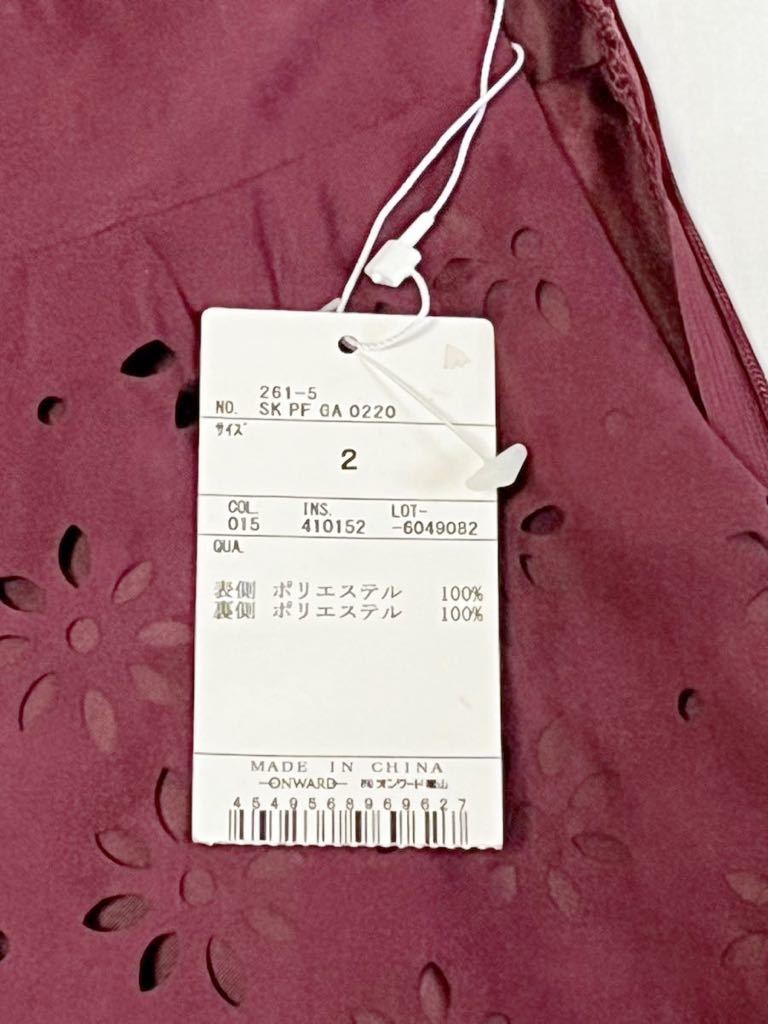 261-5
NO. SK PF GA 0220
サイズ
2
COL. INS. LOT-
015 410152 -6049082
QUA.
表側 ポリエステル 100%
裏側 ポリエステル 100%
MADE IN CHINA
ONWARD ㈱オンワード樫山
4549568969627